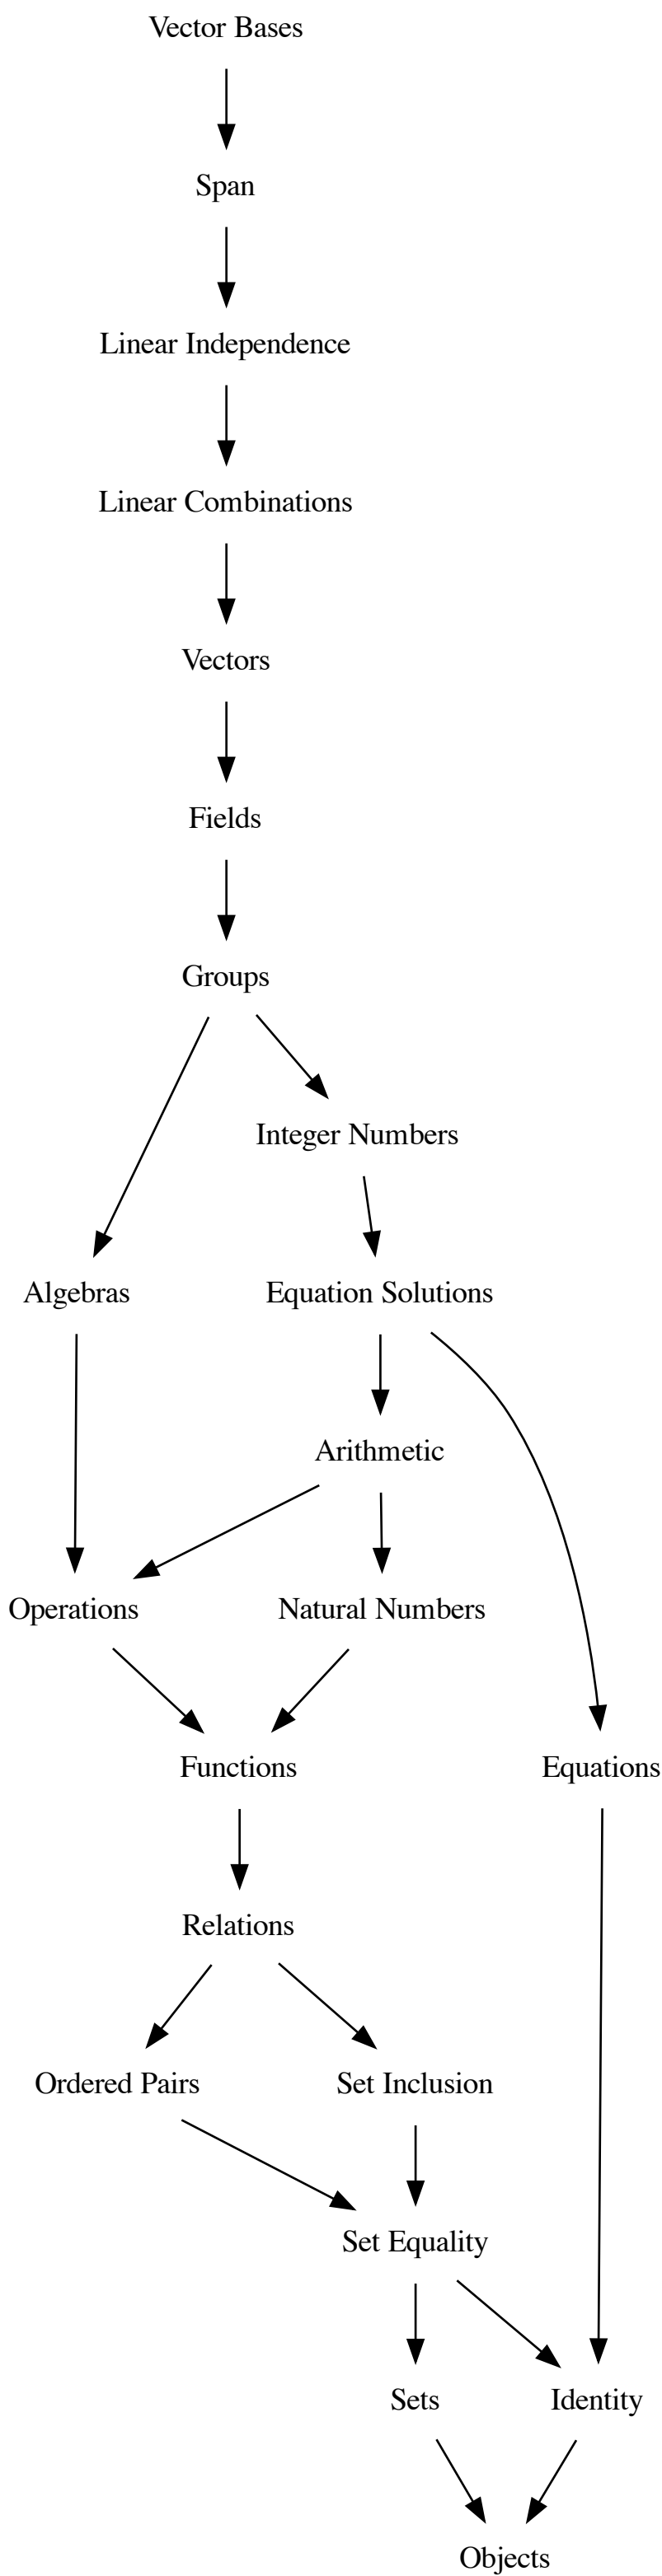 Vector Bases
Span
Linear Independence
Linear Combinations
Vectors
Fields
Groups
Integer Numbers
Algebras
Equation Solutions
Arithmetic
Operations
Natural Numbers
Functions
Equations
Relations
Ordered Pairs
Set Inclusion
Set Equality
Sets
Identity
Objects